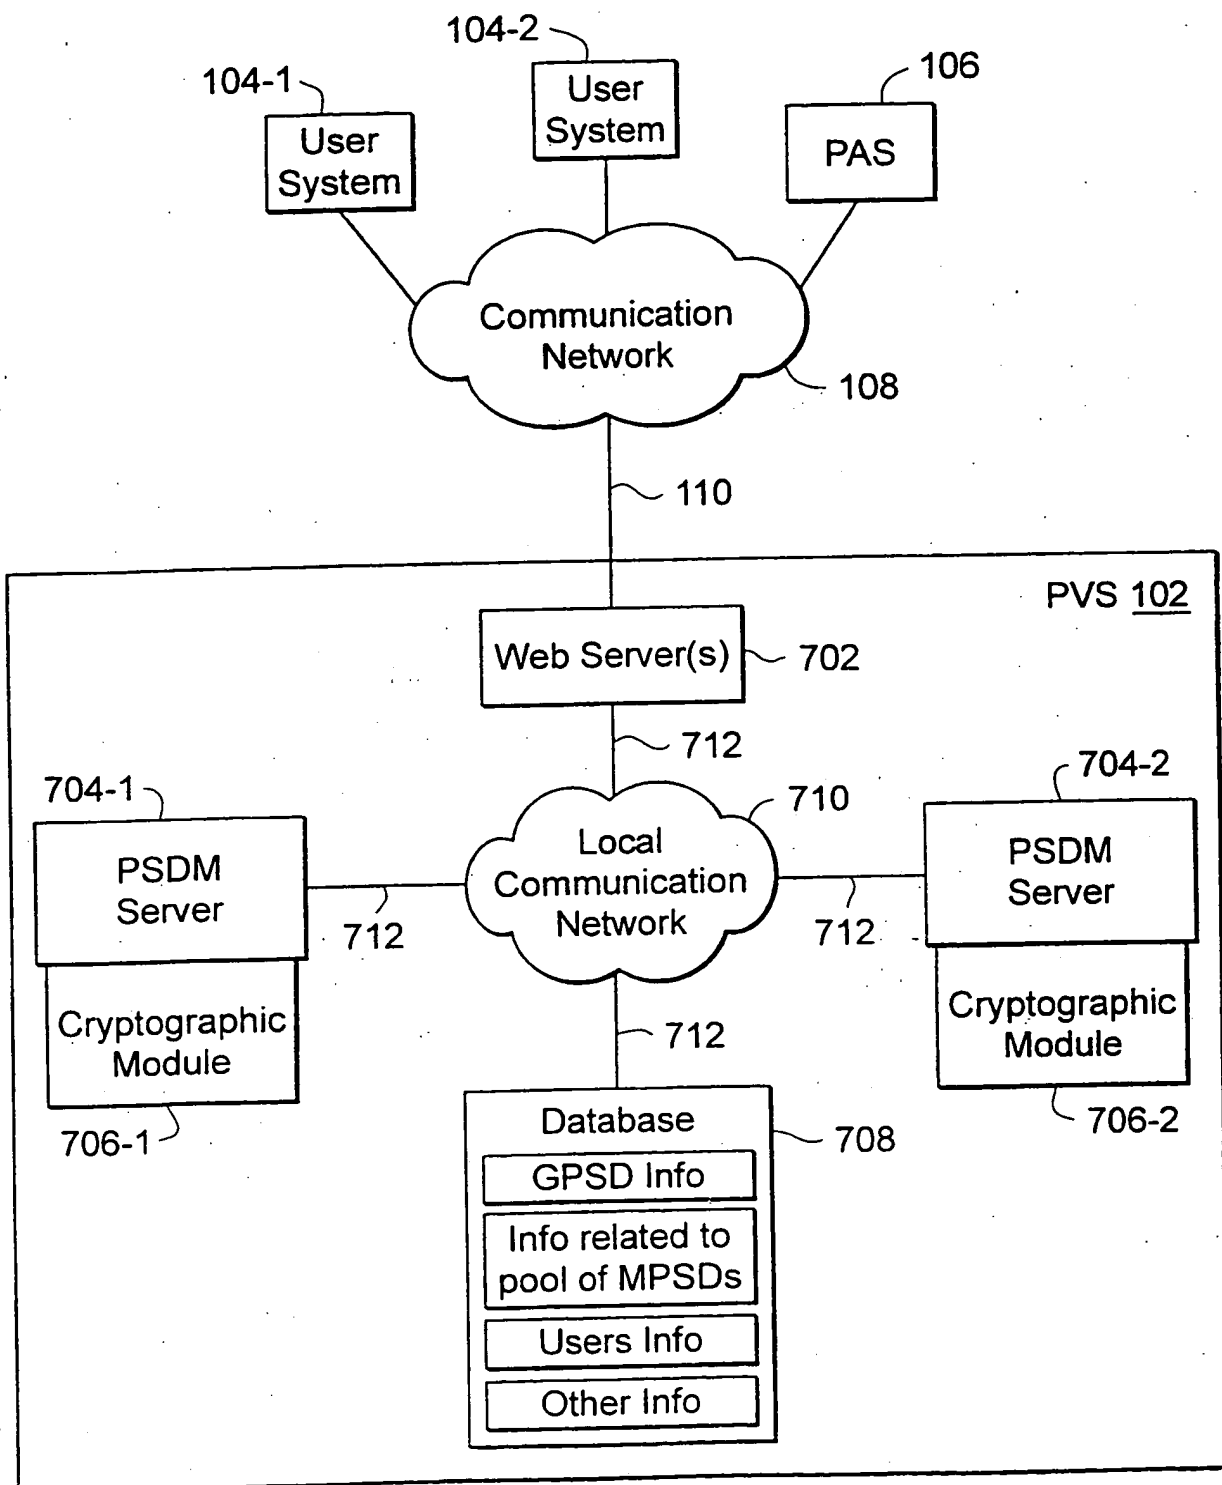 104-2
104-1
106
User
System
User
System
PAS
Communication
Network
108
110
PVS 102
Web Server(s)
702
712
704-1
704-2
710
PSDM
Server
Local
Communication
Network
PSDM
Server
712
712
Cryptographic
Module
Cryptographic
Module
712
706-1
706-2
Database
708
GPSD Info
Info related to
pool of MPSDs
Users Info
Other Info